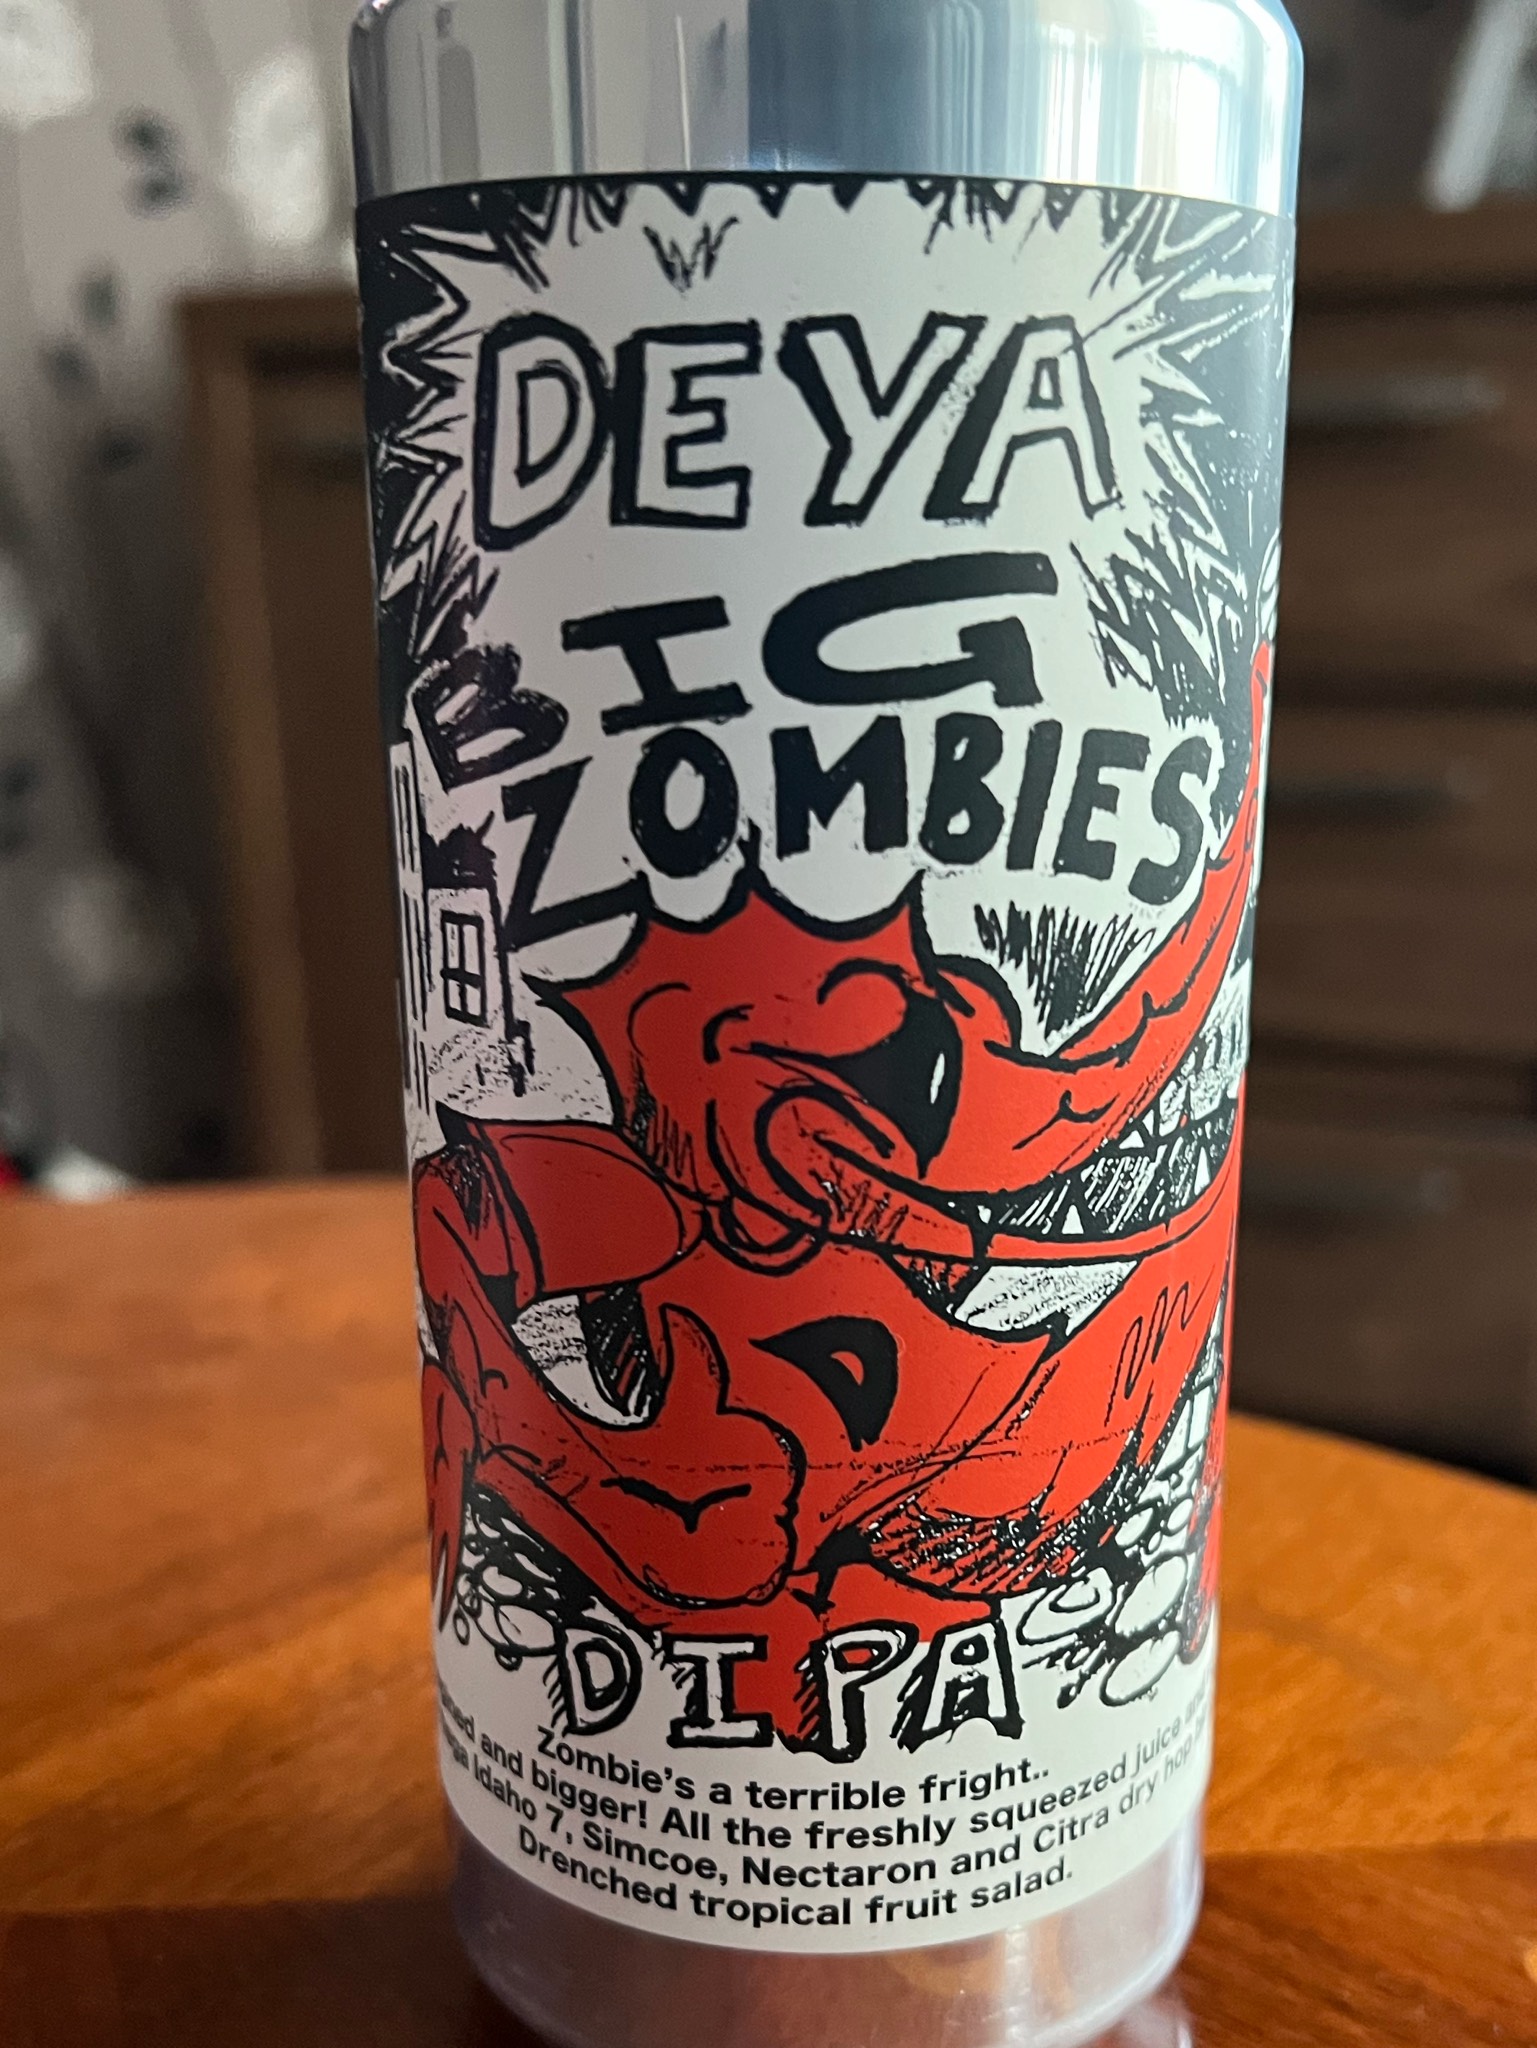 DEYA
BIG
ZOMBIES
DIPA
Zombie's a terrible fright..
and bigger! All the freshly squeezed juice
Idaho 7, Simcoe, Nectaron and Citra dry hop
Drenched tropical fruit salad.